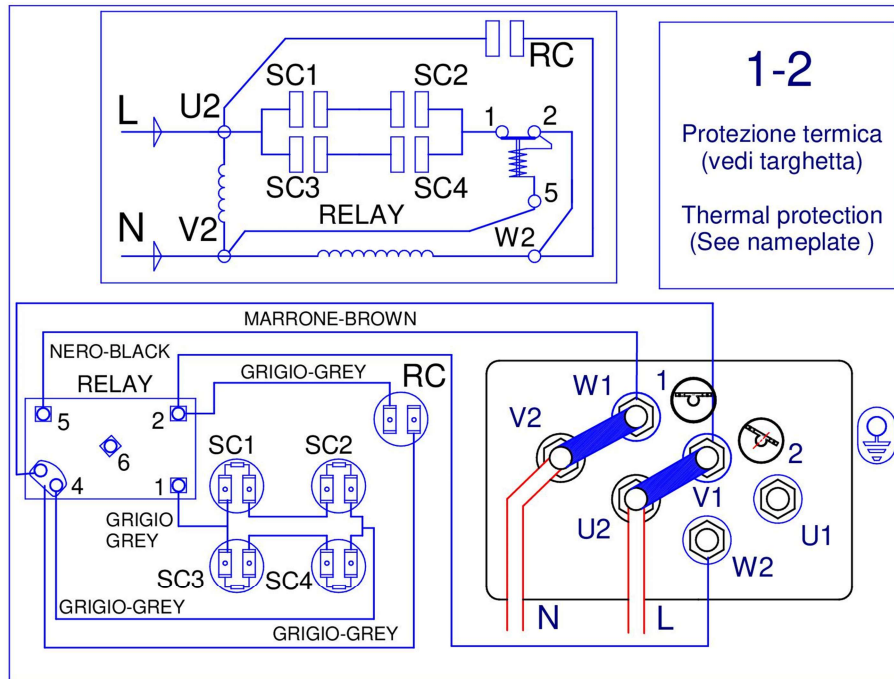 RC
SC1
SC2
L
U2
1
2
SC3
SC4
5
RELAY
N
V2
W2
1-2
Protezione termica
(vedi targhetta)
Thermal protection
(See nameplate )
MARRONE-BROWN
NERO-BLACK
GRIGIO-GREY
RC
RELAY
5
2
6
4
1
SC1
SC2
GRIGIO
GREY
SC3
SC4
GRIGIO-GREY
GRIGIO-GREY
W1
1
V2
2
V1
U2
U1
W2
N
L